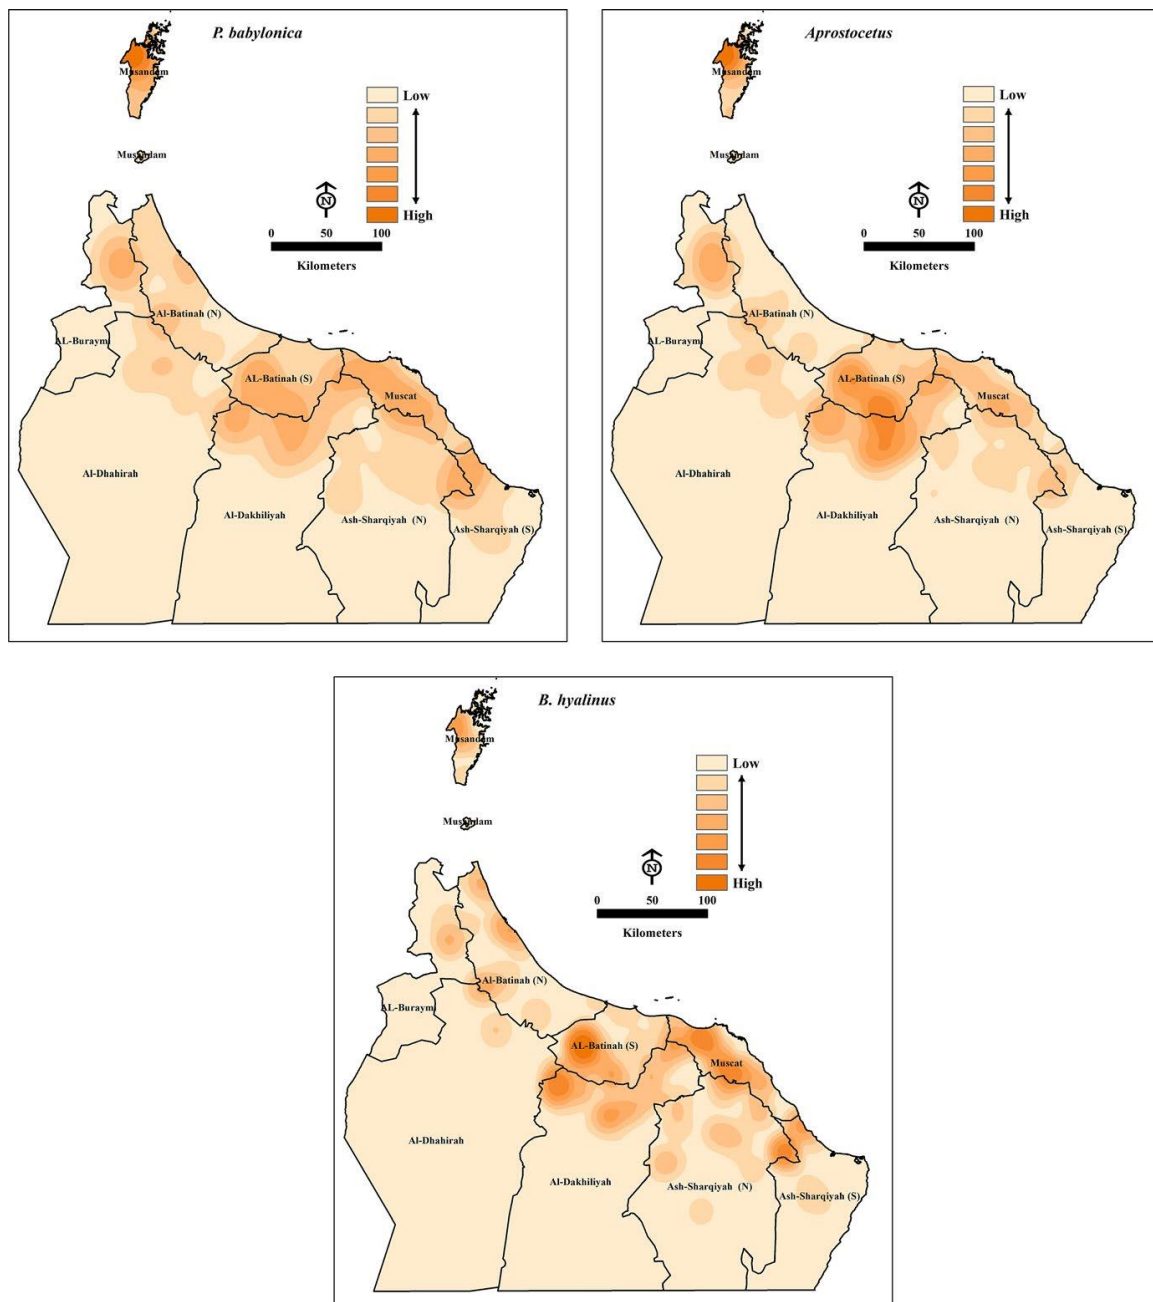 P. babylonica
Musandam
Low
High
Musandam
N
0 50 100
Kilometers
Al-Batinah (N)
AL-Buraym
AL-Batinah (S)
Muscat
Al-Dhahirah
Al-Dakhiliyah
Ash-Sharqiyah (N)
Ash-Sharqiyah (S)
Aprostocetus
Musandam
Low
High
Musandam
N
0 50 100
Kilometers
Al-Batinah (N)
AL-Buraym
AL-Batinah (S)
Muscat
Al-Dhahirah
Al-Dakhiliyah
Ash-Sharqiyah (N)
Ash-Sharqiyah (S)
B. hyalinus
Musandam
Low
High
Musandam
N
0 50 100
Kilometers
Al-Batinah (N)
AL-Buraym
AL-Batinah (S)
Muscat
Al-Dhahirah
Al-Dakhiliyah
Ash-Sharqiyah (N)
Ash-Sharqiyah (S)